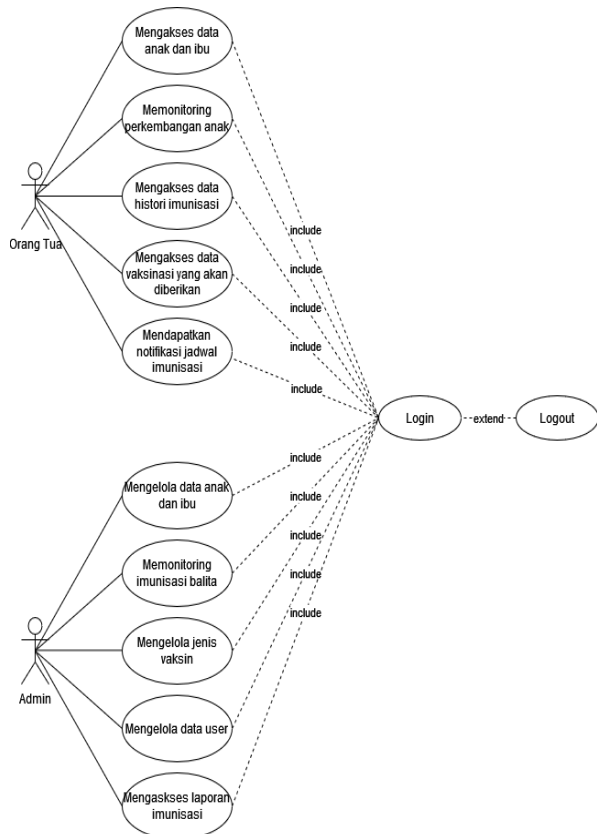 Mengakses data
anak dan ibu
Memonitoring
perkembangan anak
Mengakses data
histori imunisasi
Orang Tua
Mengakses data
vaksinasi yang akan
diberikan
Mendapatkan
notifikasi jadwal
imunisasi
include
include
include
include
include
Login
extend
Logout
Mengelola data anak
dan ibu
Memonitoring
imunisasi balita
Mengelola jenis
vaksin
Admin
Mengelola data user
Mengaskses laporan
imunisasi
include
include
include
include
include